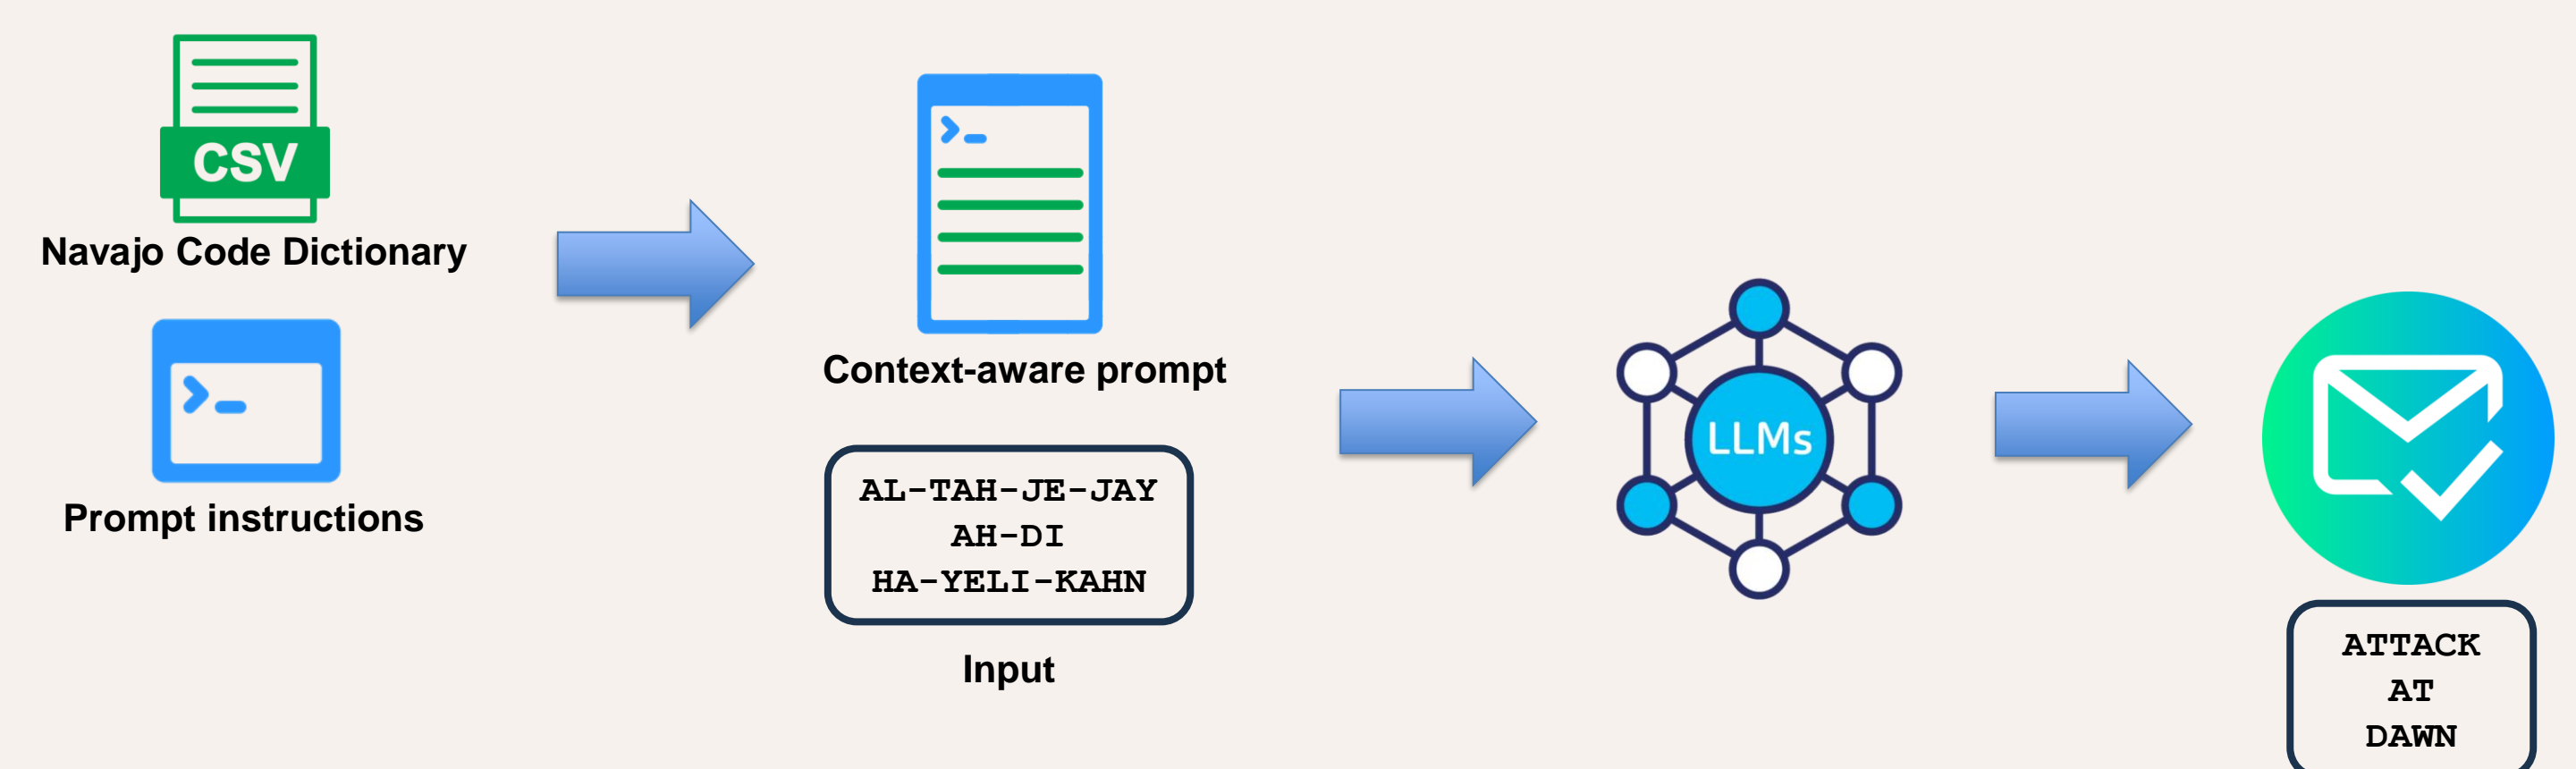 CSV
Navajo Code Dictionary
Prompt instructions
Context-aware prompt
AL-TAH-JE-JAY
AH-DI
HA-YELI-KAHN
Input
LLMs
ATTACK
AT
DAWN